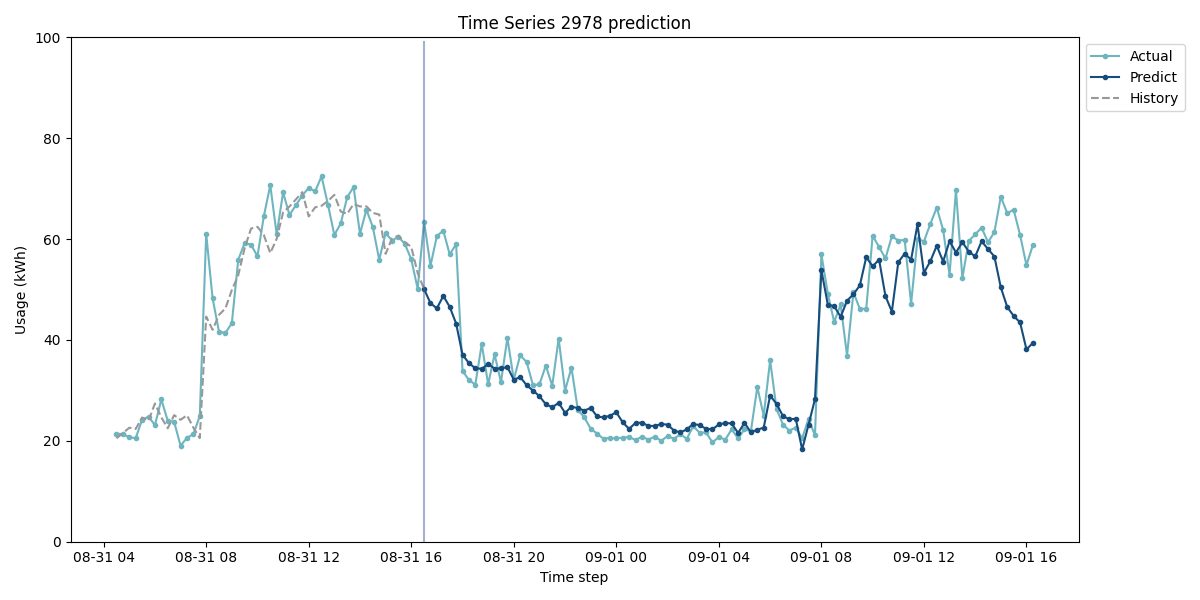 Time Series 2978 prediction
100
80
60
40
20
0
Usage (kWh)
08-31 04 08-31 08 08-31 12 08-31 16 08-31 20 09-01 00 09-01 04 09-01 08 09-01 12 09-01 16
Time step
Actual
Predict
History